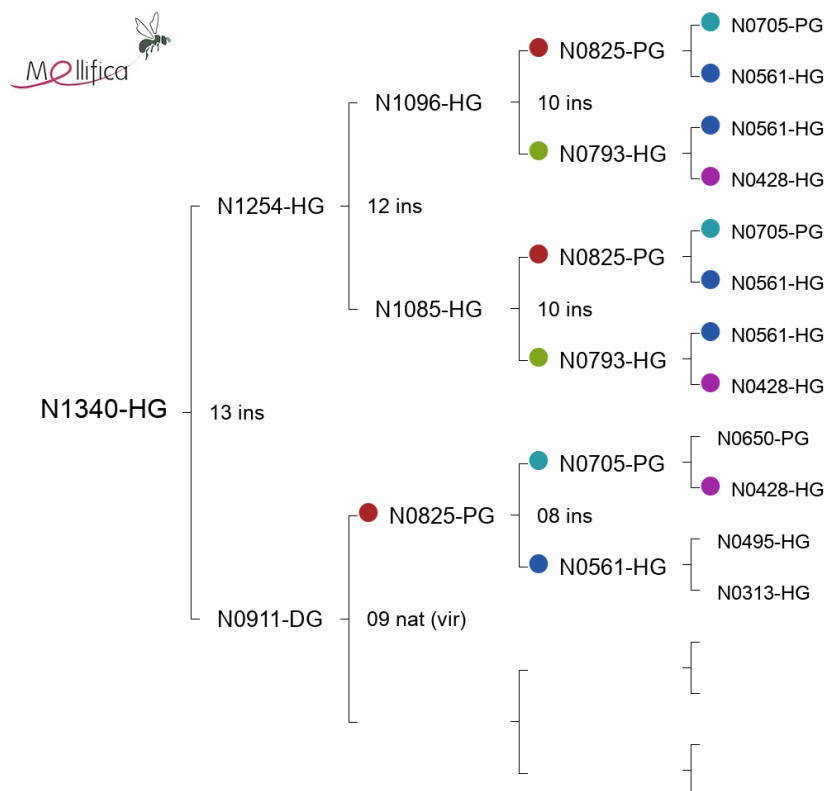 Mellifica
N0705-PG
N0825-PG
N0561-HG
N1096-HG
10 ins
N0561-HG
N0793-HG
N0428-HG
N1254-HG
12 ins
N0705-PG
N0825-PG
N0561-HG
N1085-HG
10 ins
N0561-HG
N0793-HG
N0428-HG
N1340-HG
13 ins
N0650-PG
N0705-PG
N0428-HG
N0825-PG
08 ins
N0495-HG
N0561-HG
N0313-HG
N0911-DG
09 nat (vir)